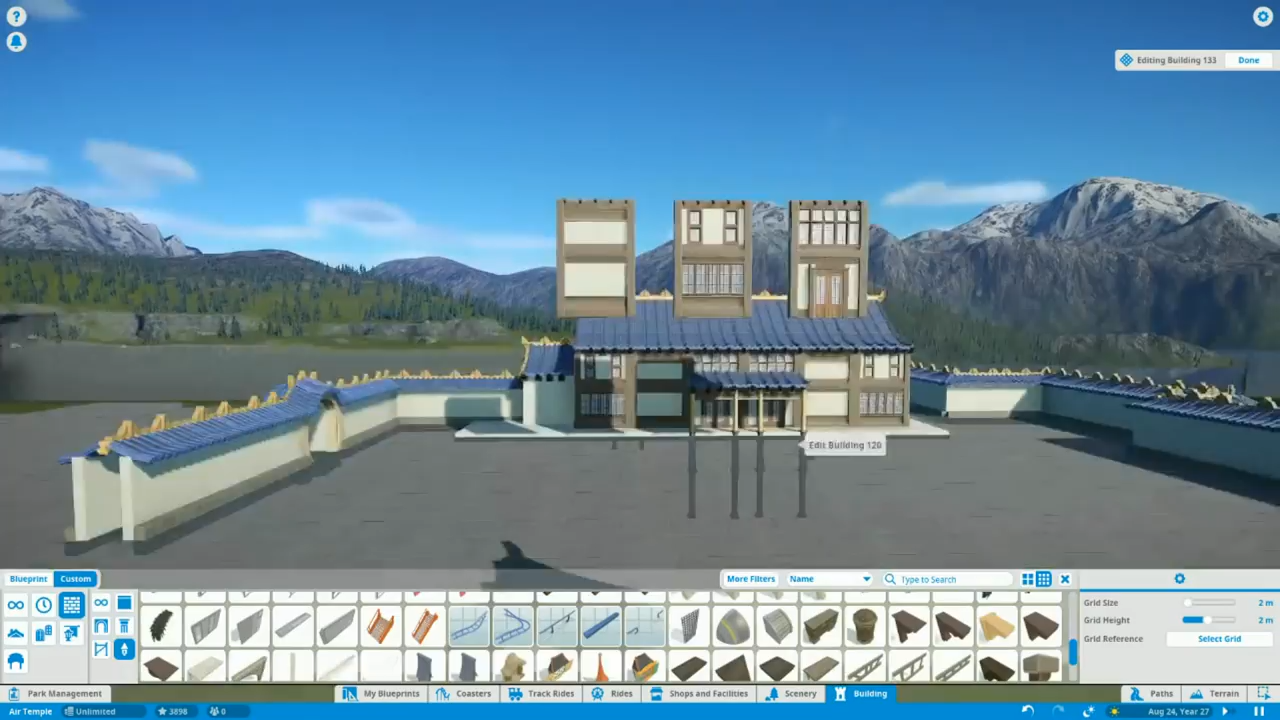 ?
Editing Building 133 Done
Edit Building 120
Blueprint Custom More Filters Name Type to Search
Grid Size 2 m
Grid Height 2 m
Grid Reference Select Grid
Park Management My Blueprints Coasters Track Rides Rides Shops and Facilities Scenery Building Paths Terrain
Air Temple Unlimited 3898 0 Aug 24, Year 27